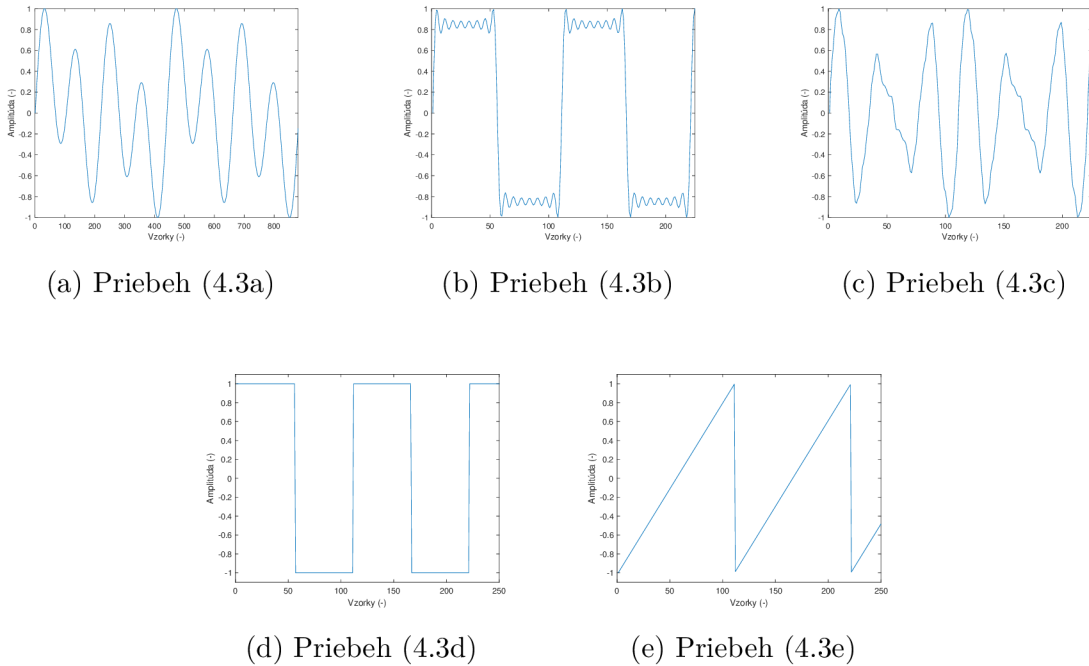 1
0.8
0.6
0.4
0.2
0
-0.2
-0.4
-0.6
-0.8
-1
Amplitúda (-)
0 100 200 300 400 500 600 700 800
Vzorky (-)
(a) Priebeh (4.3a)
1
0.8
0.6
0.4
0.2
0
-0.2
-0.4
-0.6
-0.8
-1
Amplitúda (-)
0 50 100 150 200
Vzorky (-)
(b) Priebeh (4.3b)
1
0.8
0.6
0.4
0.2
0
-0.2
-0.4
-0.6
-0.8
-1
Amplitúda (-)
0 50 100 150 200
Vzorky (-)
(c) Priebeh (4.3c)
1
0.8
0.6
0.4
0.2
0
-0.2
-0.4
-0.6
-0.8
-1
Amplitúda (-)
0 50 100 150 200 250
Vzorky (-)
(d) Priebeh (4.3d)
1
0.8
0.6
0.4
0.2
0
-0.2
-0.4
-0.6
-0.8
-1
Amplitúda (-)
0 50 100 150 200 250
Vzorky (-)
(e) Priebeh (4.3e)